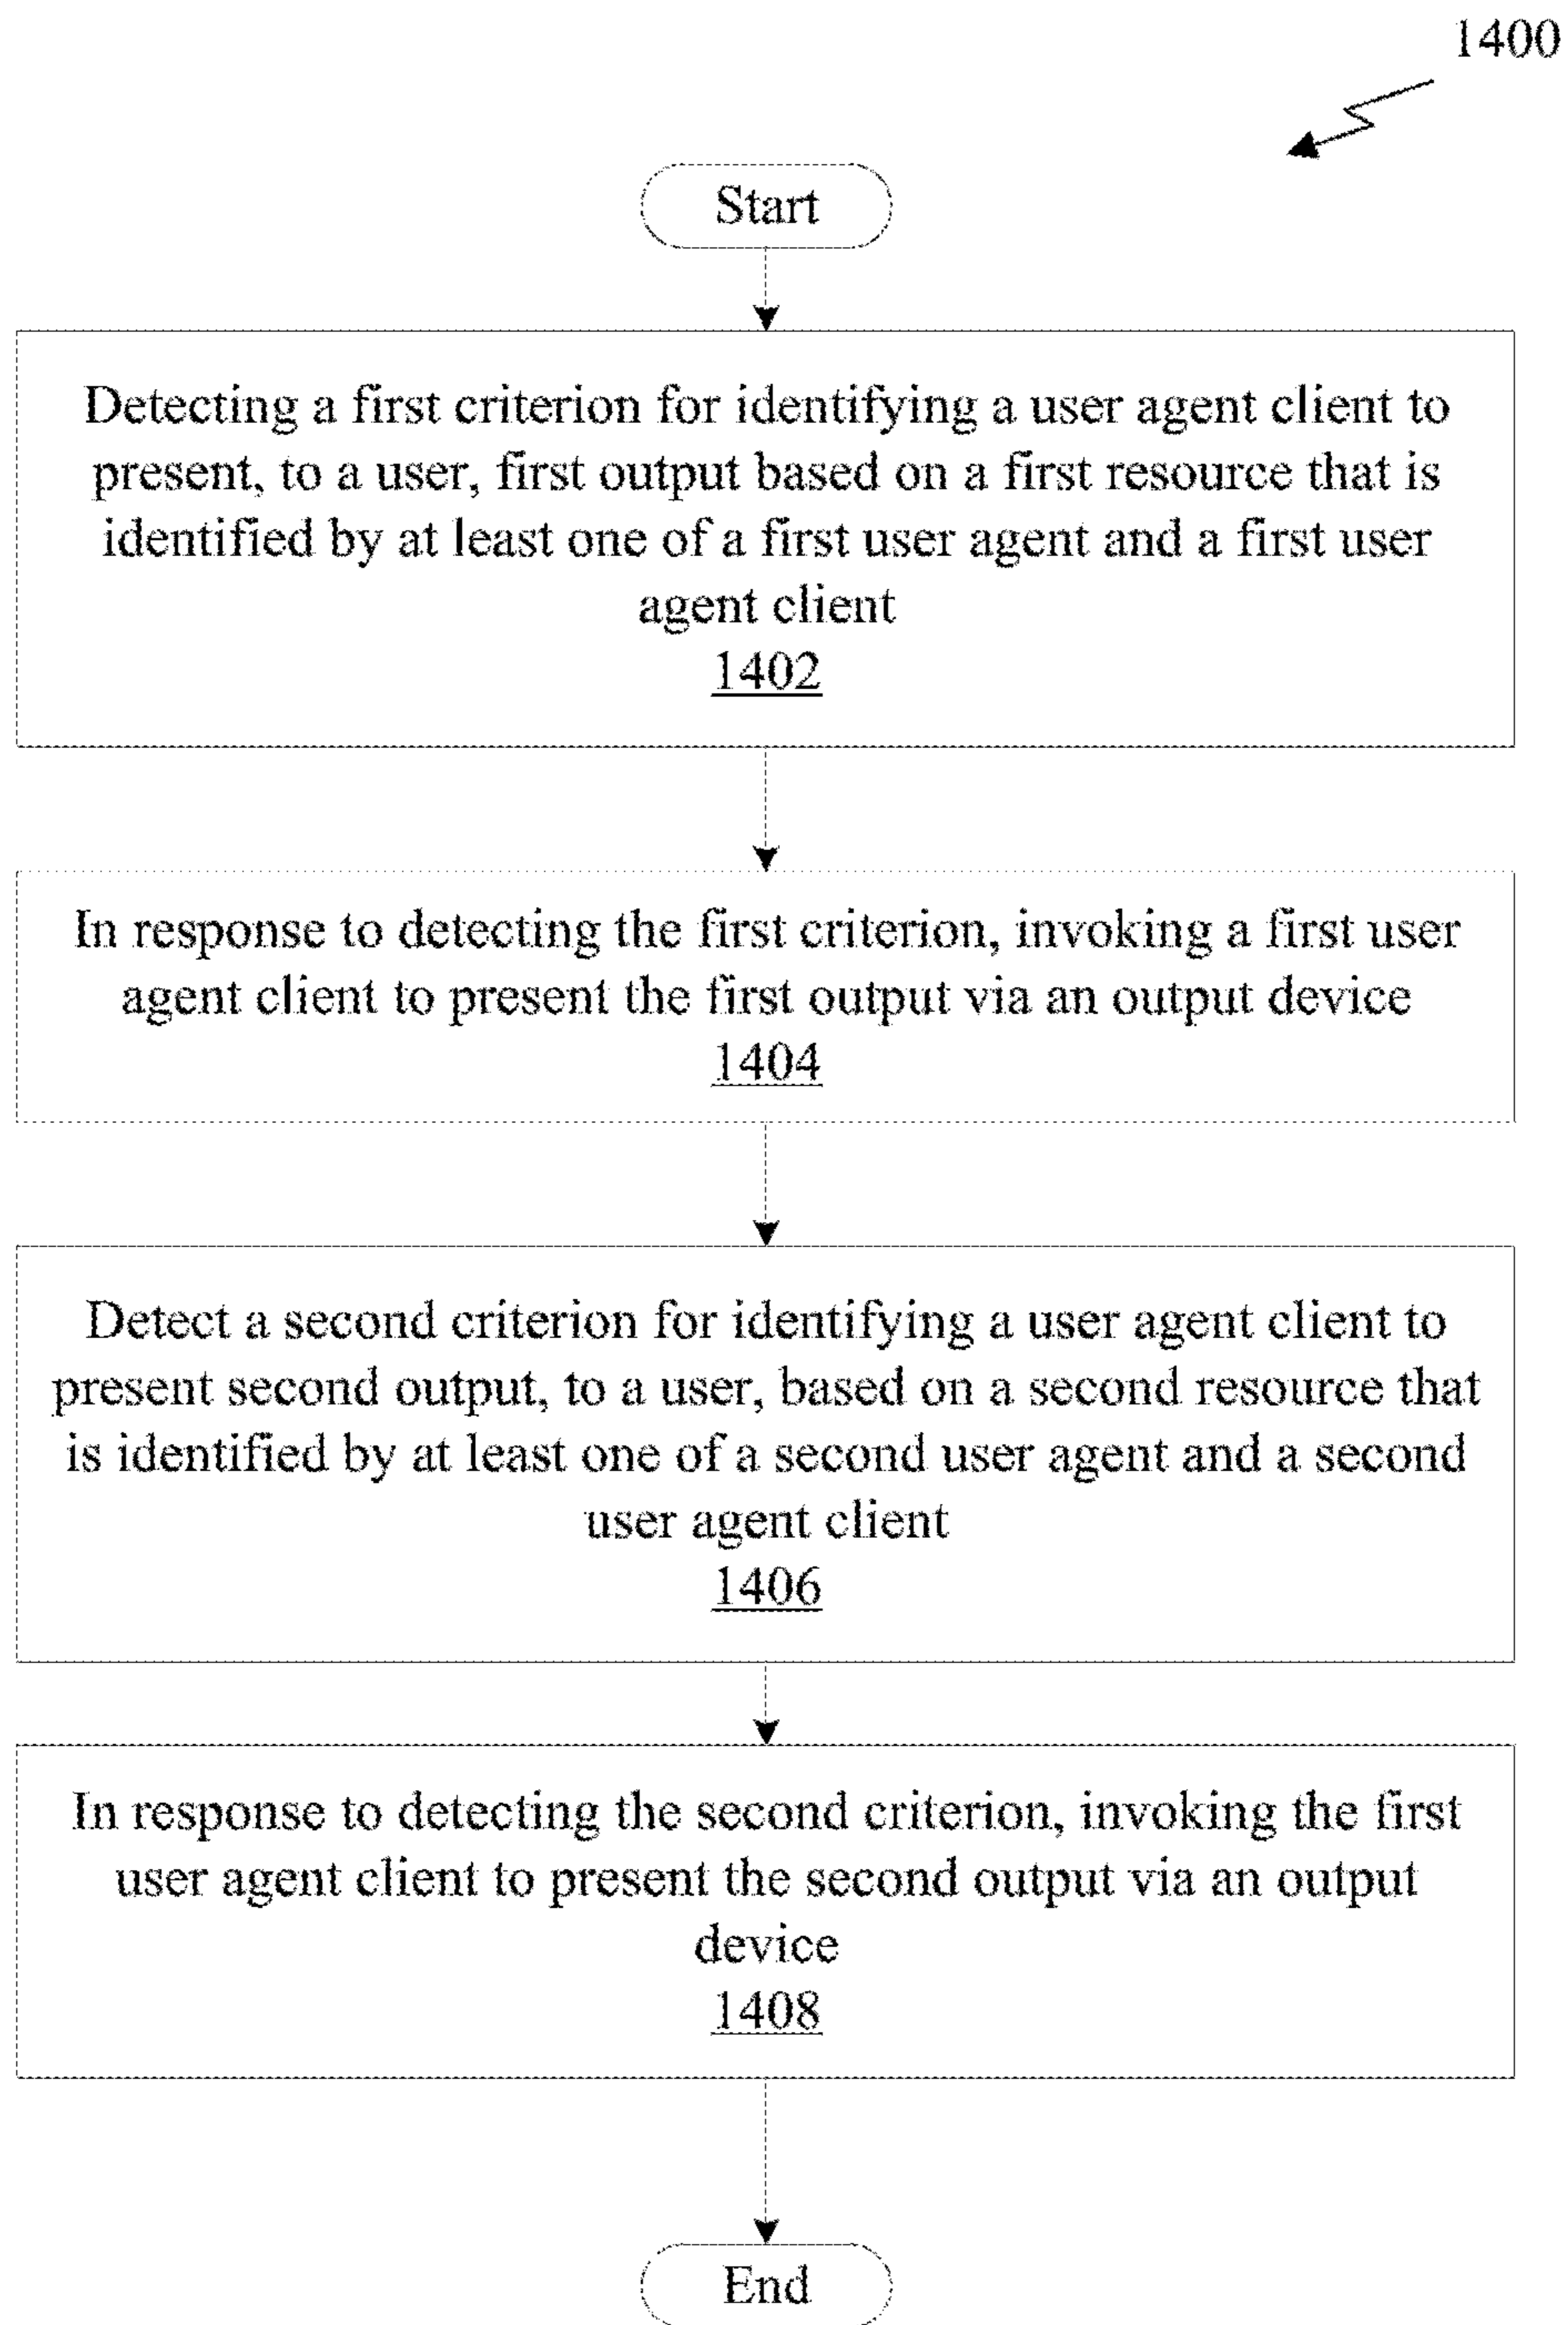 1400
Start
Detecting a first criterion for identifying a user agent client to
present, to a user, first output based on a first resource that is
identified by at least one of a first user agent and a first user
agent client
1402
In response to detecting the first criterion, invoking a first user
agent client to present the first output via an output device
1404
Detect a second criterion for identifying a user agent client to
present second output, to a user, based on a second resource that
is identified by at least one of a second user agent and a second
user agent client
1406
In response to detecting the second criterion, invoking the first
user agent client to present the second output via an output
device
1408
End